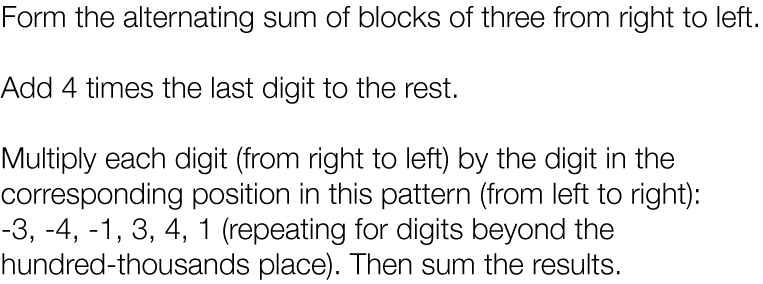 Form the alternating sum of blocks of three from right to left.
Add 4 times the last digit to the rest.
Multiply each digit (from right to left) by the digit in the
corresponding position in this pattern (from left to right):
-3, -4, -1, 3, 4, 1 (repeating for digits beyond the
hundred-thousands place). Then sum the results.